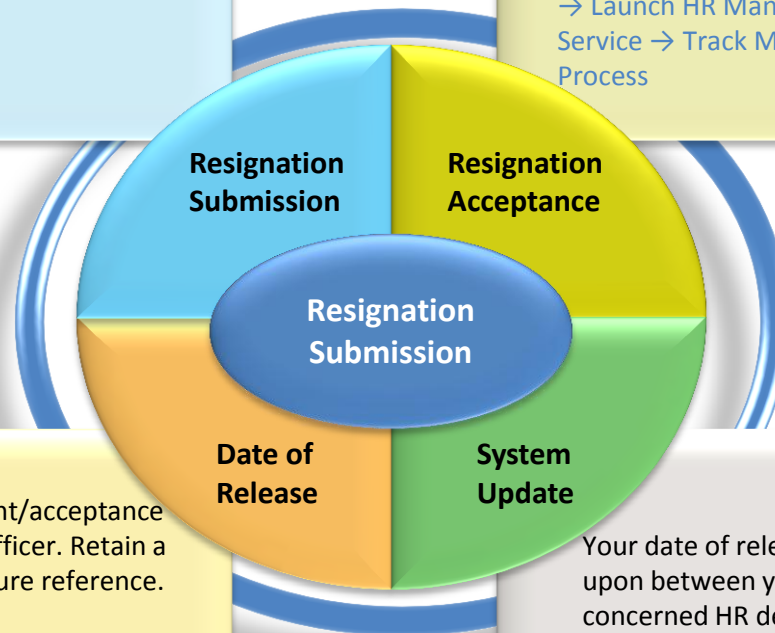 → Launch HR Man
Service → Track M
Process
Resignation
Submission
Resignation
Acceptance
Resignation
Submission
Date of
Release
System
Update
nt/acceptance
fficer. Retain a
ure reference.
Your date of rele
upon between y
concerned HR de